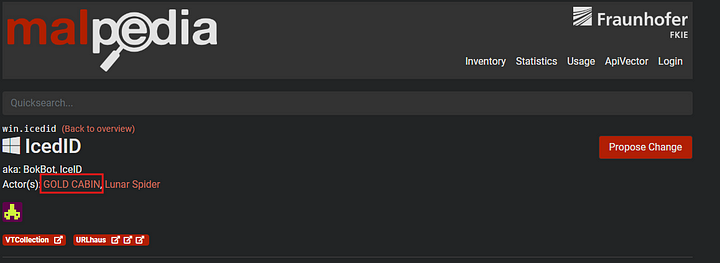 malpedia
Fraunhofer
FKIE
Inventory Statistics Usage ApiVector Login
Quicksearch...
win.icedid (Back to overview)
IcedID
Propose Change
aka: BokBot, IceID
Actor(s): GOLD CABIN, Lunar Spider
VTCollection URLhaus